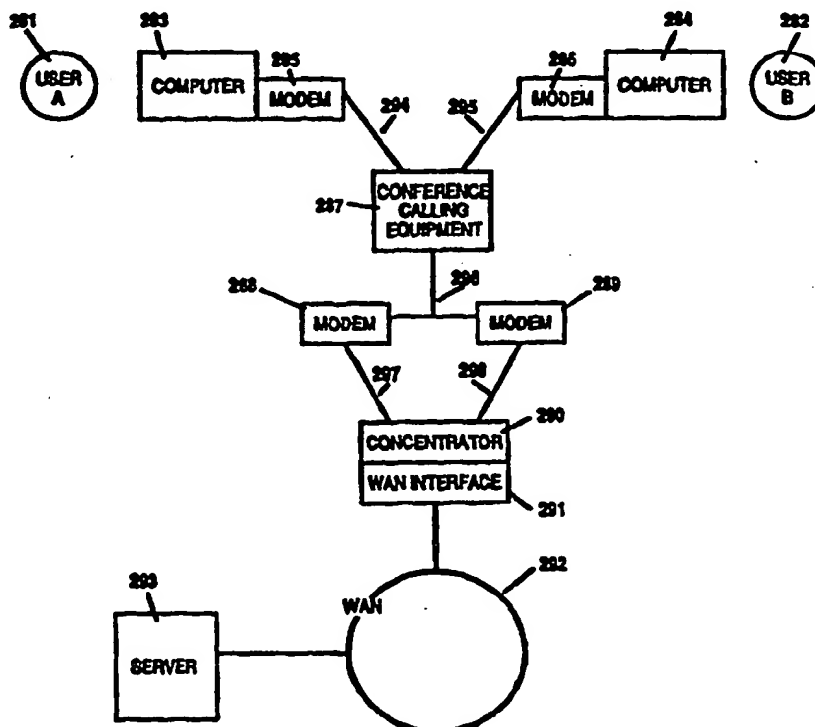 281
283
284
282
USER
A
COMPUTER
285
MODEM
286
MODEM
COMPUTER
USER
B
294
295
CONFERENCE
CALLING
EQUIPMENT
287
296
288
289
MODEM
MODEM
297
298
290
CONCENTRATOR
WAN INTERFACE
291
292
293
WAN
SERVER